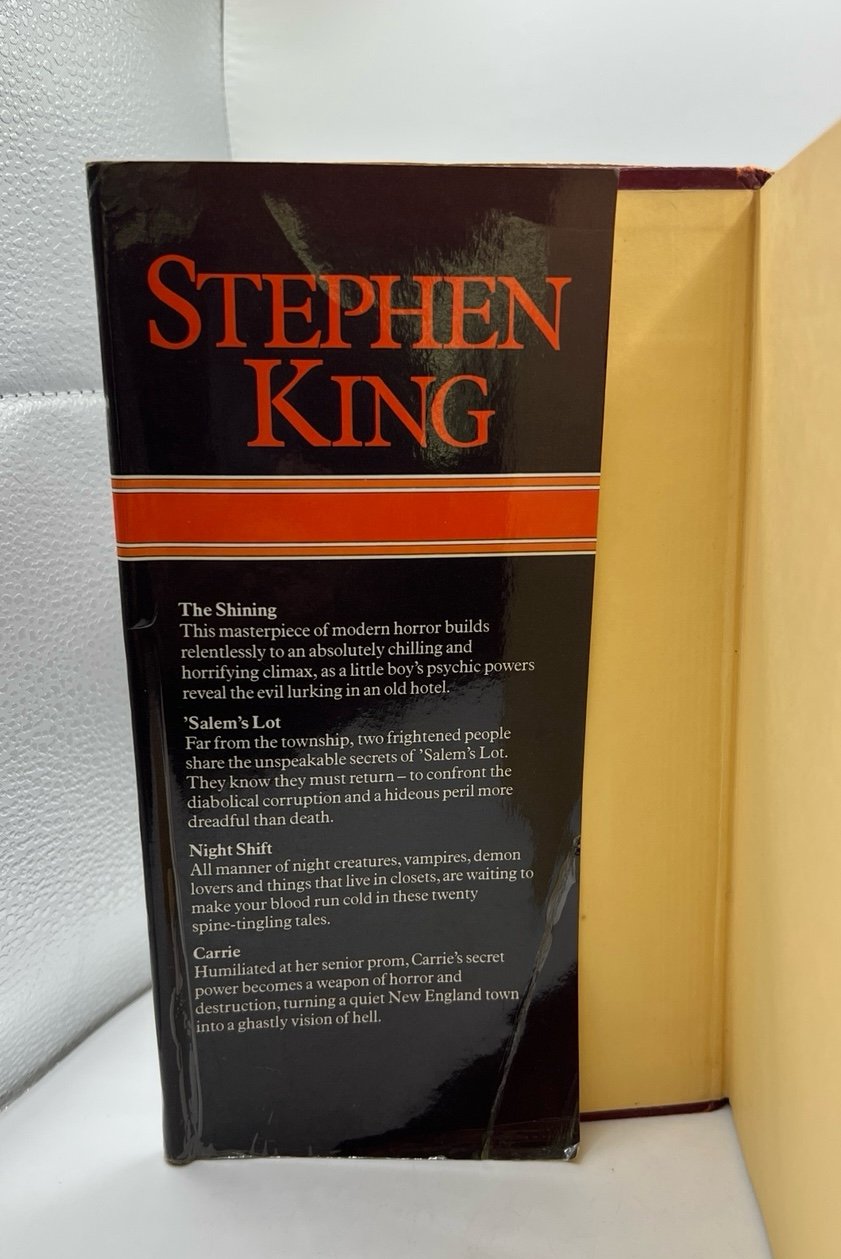 STEPHEN
KING
The Shining
This masterpiece of modern horror builds
relentlessly to an absolutely chilling and
horrifying climax, as a little boy's psychic powers
reveal the evil lurking in an old hotel.
'Salem's Lot
Far from the township, two frightened people
share the unspeakable secrets of 'Salem's Lot.
They know they must return – to confront the
diabolical corruption and a hideous peril more
dreadful than death.
Night Shift
All manner of night creatures, vampires, demon
lovers and things that live in closets, are waiting to
make your blood run cold in these twenty
spine-tingling tales.
Carrie
Humiliated at her senior prom, Carrie's secret
power becomes a weapon of horror and
destruction, turning a quiet New England town
into a ghastly vision of hell.